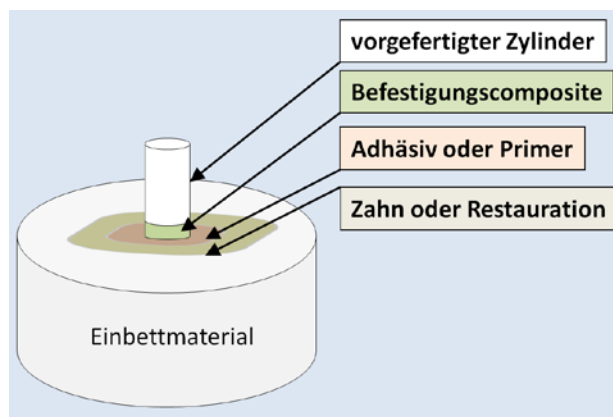 vorgefertigter Zylinder
Befestigungscomposite
Adhäsiv oder Primer
Zahn oder Restauration
Einbettmaterial